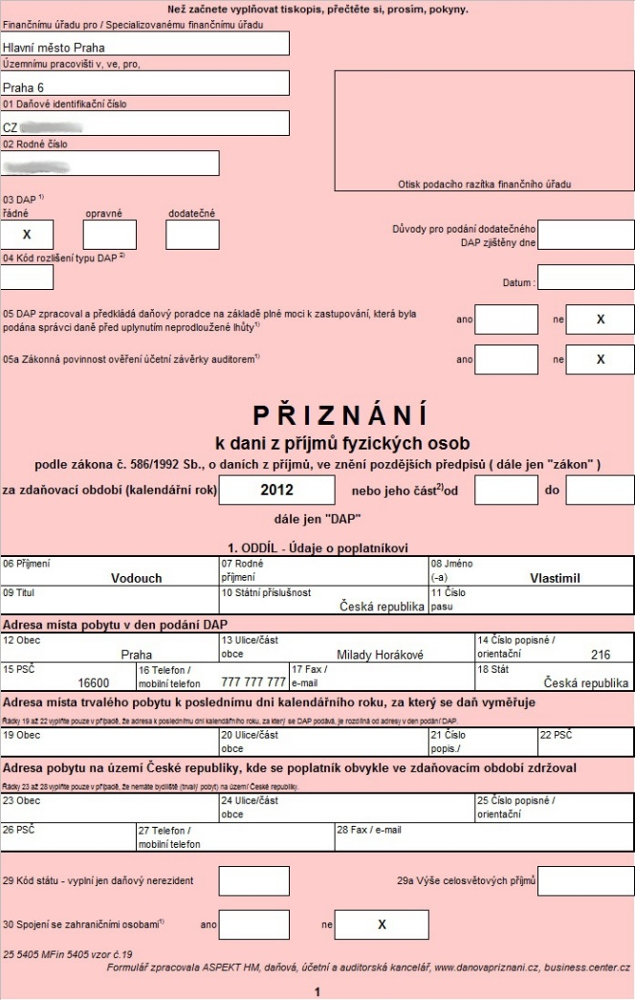 Než začnete vyplňovat tiskopis, přečtěte si, prosím, pokyny.
Finančnímu úřadu pro / Specializovanému finančnímu úřadu
Hlavní město Praha
Územnímu pracovišti v, ve, pro,
Praha 6
01 Daňové identifikační číslo
CZ
02 Rodné číslo
Otisk podacího razítka finančního úřadu
03 DAP 1)
řádné opravné dodatečné
X
Důvody pro podání dodatečného
DAP zjištěny dne
04 Kód rozlišení typu DAP 2)
Datum :
05 DAP zpracoval a předkládá daňový poradce na základě plné moci k zastupování, která byla
podána správci daně před uplynutím neprodloužené lhůty1)
ano ne X
05a Zákonná povinnost ověření účetní závěrky auditorem1) ano ne X
PŘIZNÁNÍ
k dani z příjmů fyzických osob
podle zákona č. 586/1992 Sb., o daních z příjmů, ve znění pozdějších předpisů ( dále jen "zákon" )
za zdaňovací období (kalendářní rok) 2012 nebo jeho část2)od do
dále jen "DAP"
1. ODDÍL - Údaje o poplatníkovi
06 Příjmení Vodouch
07 Rodné příjmení
08 Jméno (-a) Vlastimil
09 Titul
10 Státní příslušnost Česká republika
11 Číslo pasu
Adresa místa pobytu v den podání DAP
12 Obec Praha
13 Ulice/část obce Milady Horákové
14 Číslo popisné / orientační 216
15 PSČ 16600
16 Telefon / mobilní telefon 777 777 777
17 Fax / e-mail
18 Stát Česká republika
Adresa místa trvalého pobytu k poslednímu dni kalendářního roku, za který se daň vyměřuje
Řádky 19 až 22 vyplňte pouze v případě, že adresa k poslednímu dni kalendářního roku, za který se DAP podává, je rozdílná od adresy v den podání DAP.
19 Obec
20 Ulice/část obce
21 Číslo popis./
22 PSČ
Adresa pobytu na území České republiky, kde se poplatník obvykle ve zdaňovacím období zdržoval
Řádky 23 až 28 vyplňte pouze v případě, že nemáte bydliště (trvalý pobyt) na území České republiky.
23 Obec
24 Ulice/část obce
25 Číslo popisné / orientační
26 PSČ
27 Telefon / mobilní telefon
28 Fax / e-mail
29 Kód státu - vyplní jen daňový nerezident
29a Výše celosvětových příjmů
30 Spojení se zahraničními osobami1) ano ne X
25 5405 MFin 5405 vzor č.19
Formulář zpracovala ASPEKT HM, daňová, účetní a auditorská kancelář, www.danovapriznani.cz, business.center.cz
1